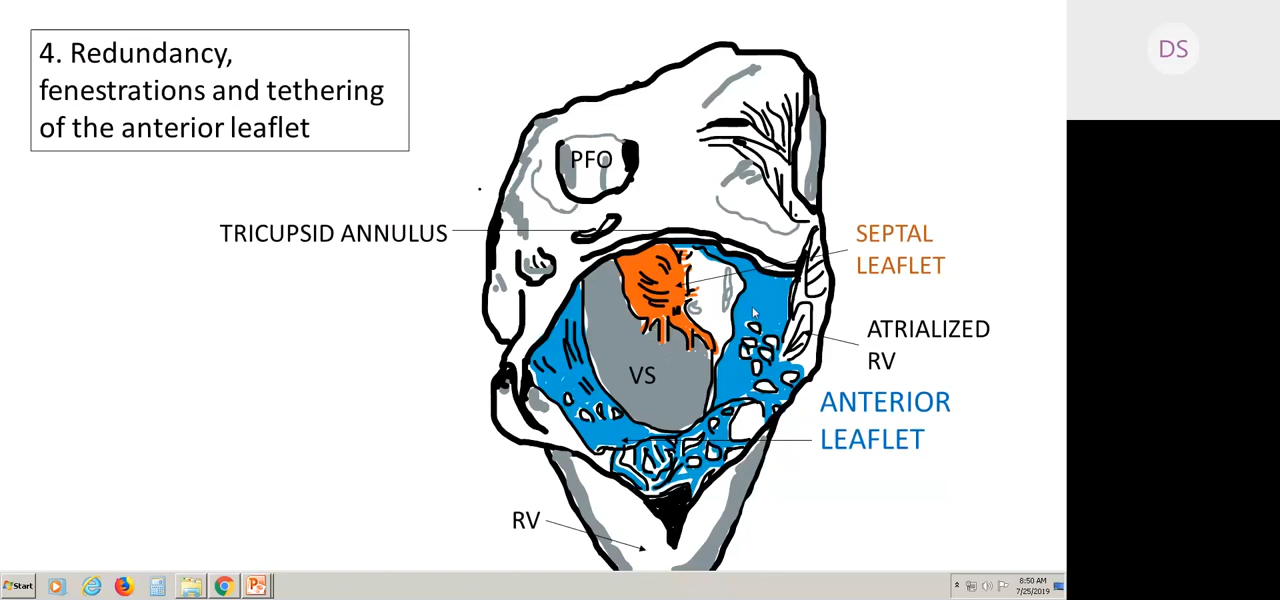 4. Redundancy,
fenestrations and tethering
of the anterior leaflet
DS
PFO
TRICUPSID ANNULUS
SEPTAL
LEAFLET
ATRIALIZED
RV
VS
ANTERIOR
LEAFLET
RV
Start
8:50 AM
7/25/2019